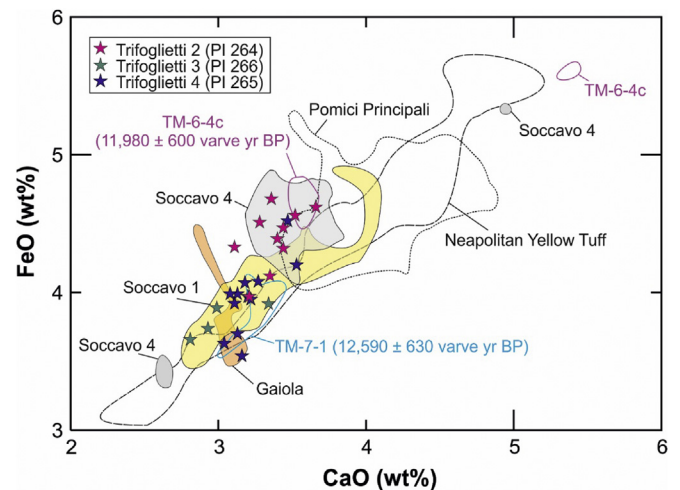 6
Trifoglietti 2 (PI 264)
Trifoglietti 3 (PI 266)
Trifoglietti 4 (PI 265)
TM-6-4c
(11,980 ± 600 varve yr BP)
Pomici Principali
TM-6-4c
Soccavo 4
5
Soccavo 4
Neapolitan Yellow Tuff
FeO (wt%)
4
Soccavo 1
TM-7-1 (12,590 ± 630 varve yr BP)
Soccavo 4
Gaiola
3
2 3 4 5 6
CaO (wt%)